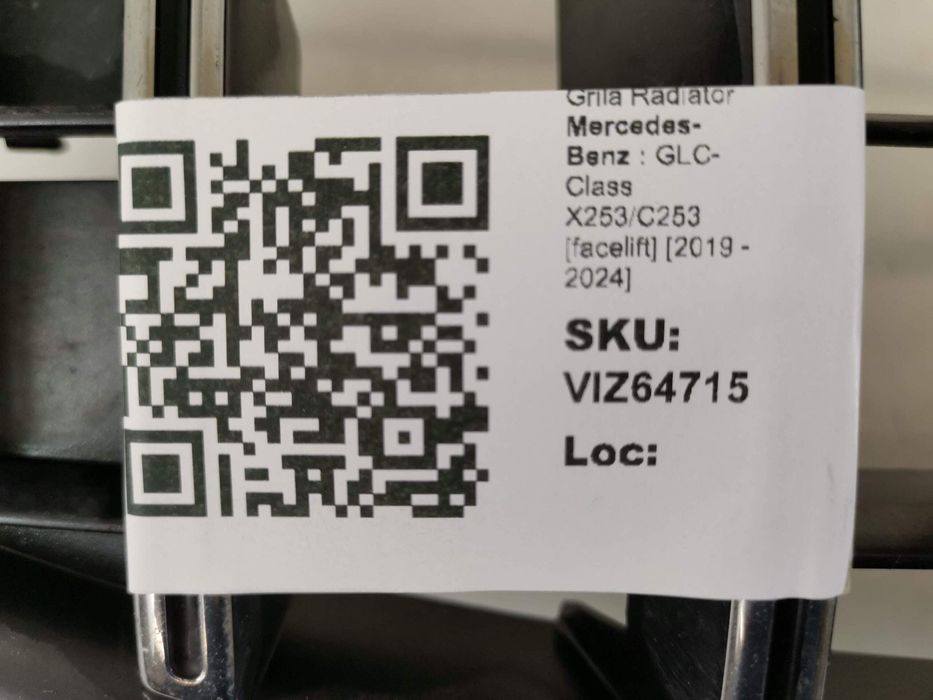 Grila Radiator
Mercedes-
Benz : GLC-
Class
X253/C253
[facelift] [2019 -
2024]
SKU:
VIZ64715
Loc: